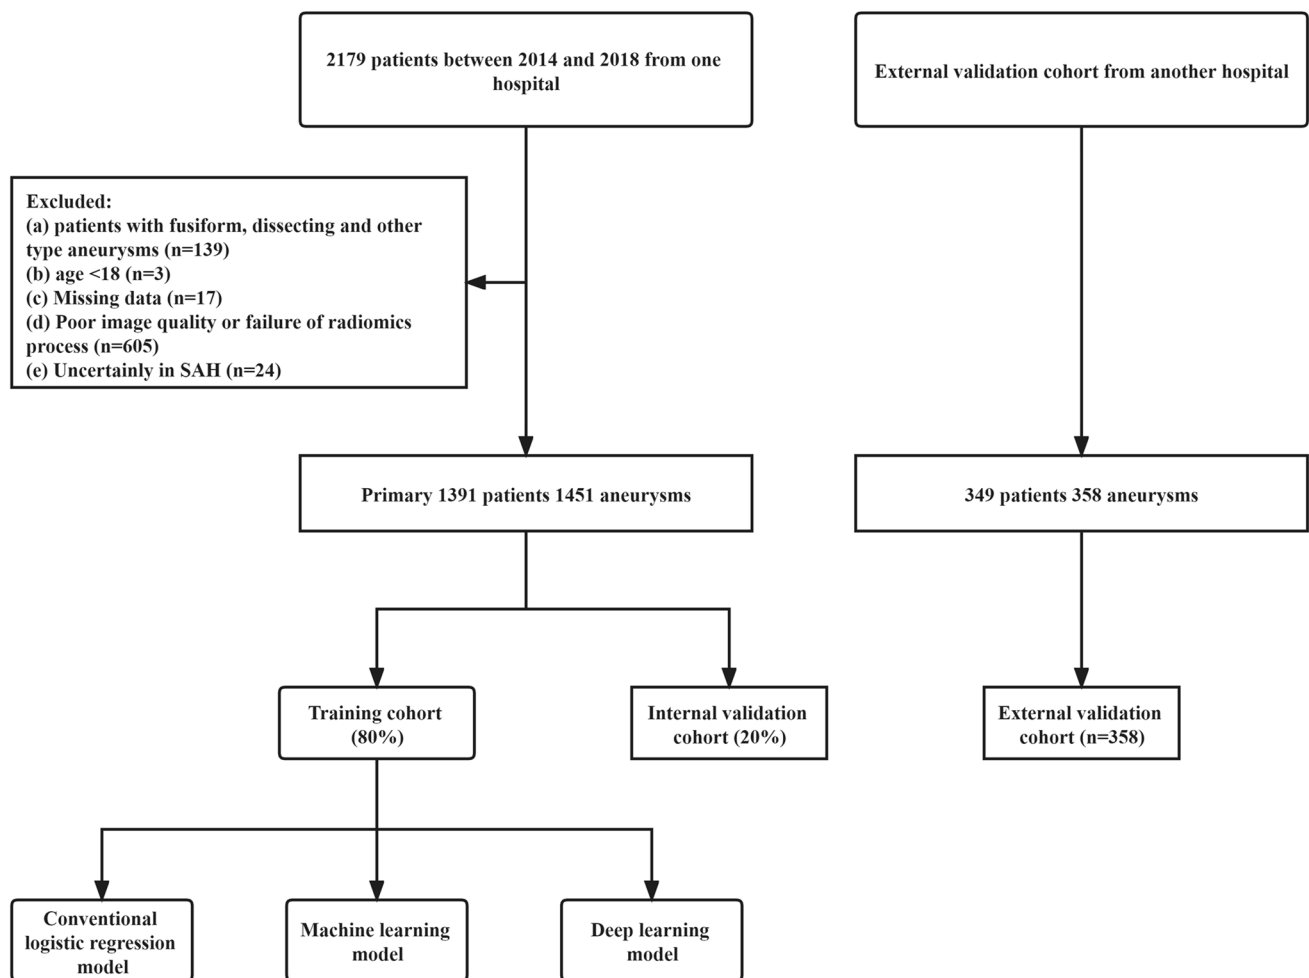 2179 patients between 2014 and 2018 from one
hospital
External validation cohort from another hospital
Excluded:
(a) patients with fusiform, dissecting and other
type aneurysms (n=139)
(b) age <18 (n=3)
(c) Missing data (n=17)
(d) Poor image quality or failure of radiomics
process (n=605)
(e) Uncertainly in SAH (n=24)
Primary 1391 patients 1451 aneurysms
349 patients 358 aneurysms
Training cohort
(80%)
Internal validation
cohort (20%)
External validation
cohort (n=358)
Conventional
logistic regression
model
Machine learning
model
Deep learning
model